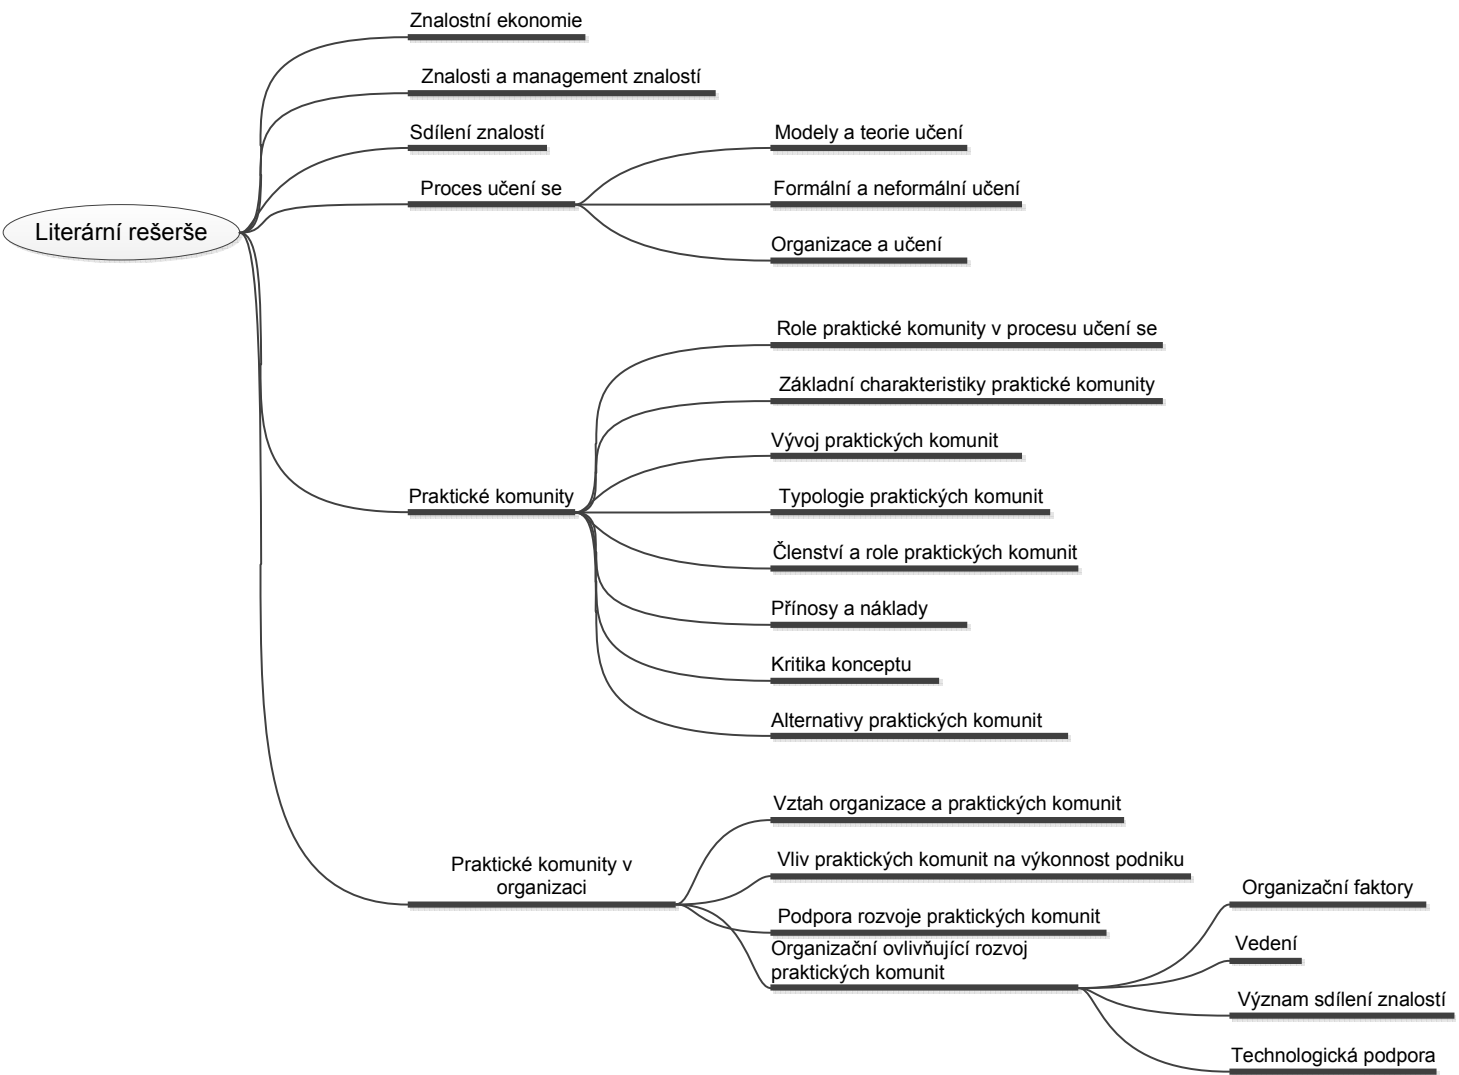 Literární rešerše
Znalostní ekonomie
Znalosti a management znalostí
Sdílení znalostí
Proces učení se
Modely a teorie učení
Formální a neformální učení
Organizace a učení
Praktické komunity
Role praktické komunity v procesu učení se
Základní charakteristiky praktické komunity
Vývoj praktických komunit
Typologie praktických komunit
Členství a role praktických komunit
Přínosy a náklady
Kritika konceptu
Alternativy praktických komunit
Praktické komunity v
organizaci
Vztah organizace a praktických komunit
Vliv praktických komunit na výkonnost podniku
Podpora rozvoje praktických komunit
Organizační ovlivňující rozvoj
praktických komunit
Organizační faktory
Vedení
Význam sdílení znalostí
Technologická podpora